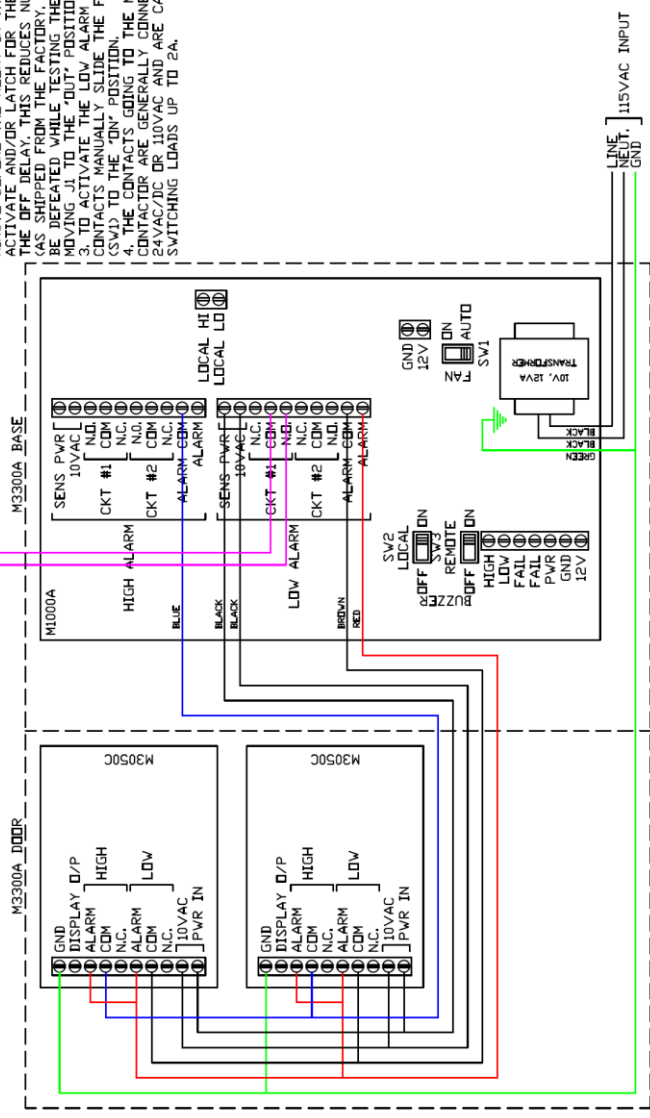 ACTIVATE AND/OR LATCH FOR THE
THE OFF DELAY. THIS REDUCES NU
(AS SHIPPED FROM THE FACTORY.
BE DEFEATED WHILE TESTING THE
MOVING J1 TO THE "OUT" POSITIO
3. TO ACTIVATE THE LOW ALARM
CONTACTS MANUALLY SLIDE THE F
(SW1) TO THE "ON" POSITION.
4. THE CONTACTS GOING TO THE M
CONTACTOR ARE GENERALLY CONNE
24VAC/DC OR 110VAC AND ARE CA
SWITCHING LOADS UP TO 2A.
M3300A DOOR
M3050C
GND
DISPLAY O/P
ALARM
COM
N.C.
HIGH
ALARM
COM
N.C.
LOW
10VAC
PWR IN
M3050C
GND
DISPLAY O/P
ALARM
COM
N.C.
HIGH
ALARM
COM
N.C.
LOW
10VAC
PWR IN
M3300A BASE
M1000A
HIGH ALARM
SENS PWR
10VAC
CKT #1
N.O.
COM
N.C.
CKT #2
N.O.
COM
N.C.
ALARM COM
ALARM
BLUE
LOCAL HI
LOCAL LO
LOW ALARM
BLACK
BLACK
SENS PWR
10VAC
CKT #1
N.C.
COM
N.O.
CKT #2
N.O.
COM
N.C.
ALARM COM
ALARM
BROWN
RED
GND
12V
FAN
ON
AUTO
SW1
SW2
LOCAL
OFF
ON
SW3
REMOTE
OFF
ON
BUZZER
HIGH
LOW
FAIL
FAIL
PWR
GND
12V
10V, 12VA
TRANSFORMER
BLACK
BLACK
GREEN
LINE
NEUT.
GND
115VAC INPUT